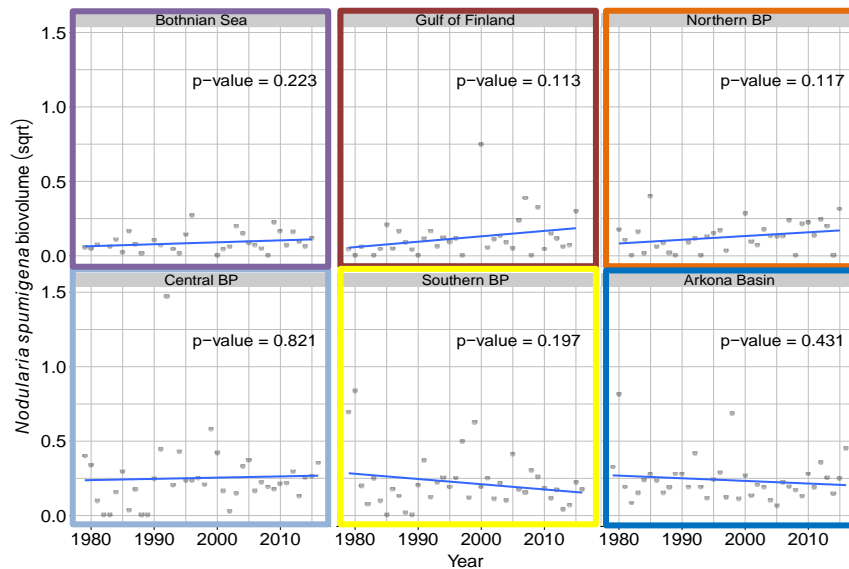 Bothnian Sea
Gulf of Finland
Northern BP
1.5
1.0
0.5
0.0
p−value = 0.223
p−value = 0.113
p−value = 0.117
Central BP
Southern BP
Arkona Basin
1.5
1.0
0.5
0.0
p−value = 0.821
p−value = 0.197
p−value = 0.431
Nodularia spumigena biovolume (sqrt)
1980 1990 2000 2010
1980 1990 2000 2010
1980 1990 2000 2010
Year